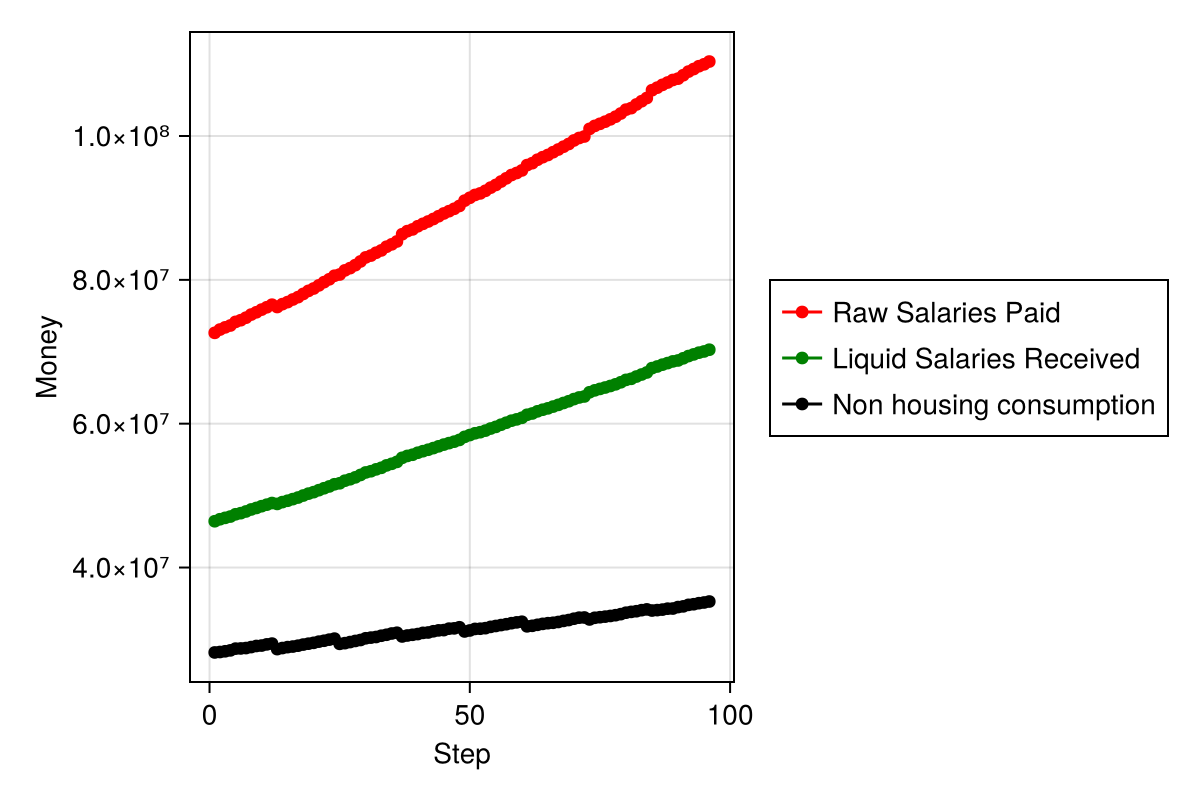 1.0×10⁸
8.0×10⁷
6.0×10⁷
4.0×10⁷
Money
0
50
100
Step
Raw Salaries Paid
Liquid Salaries Received
Non housing consumption